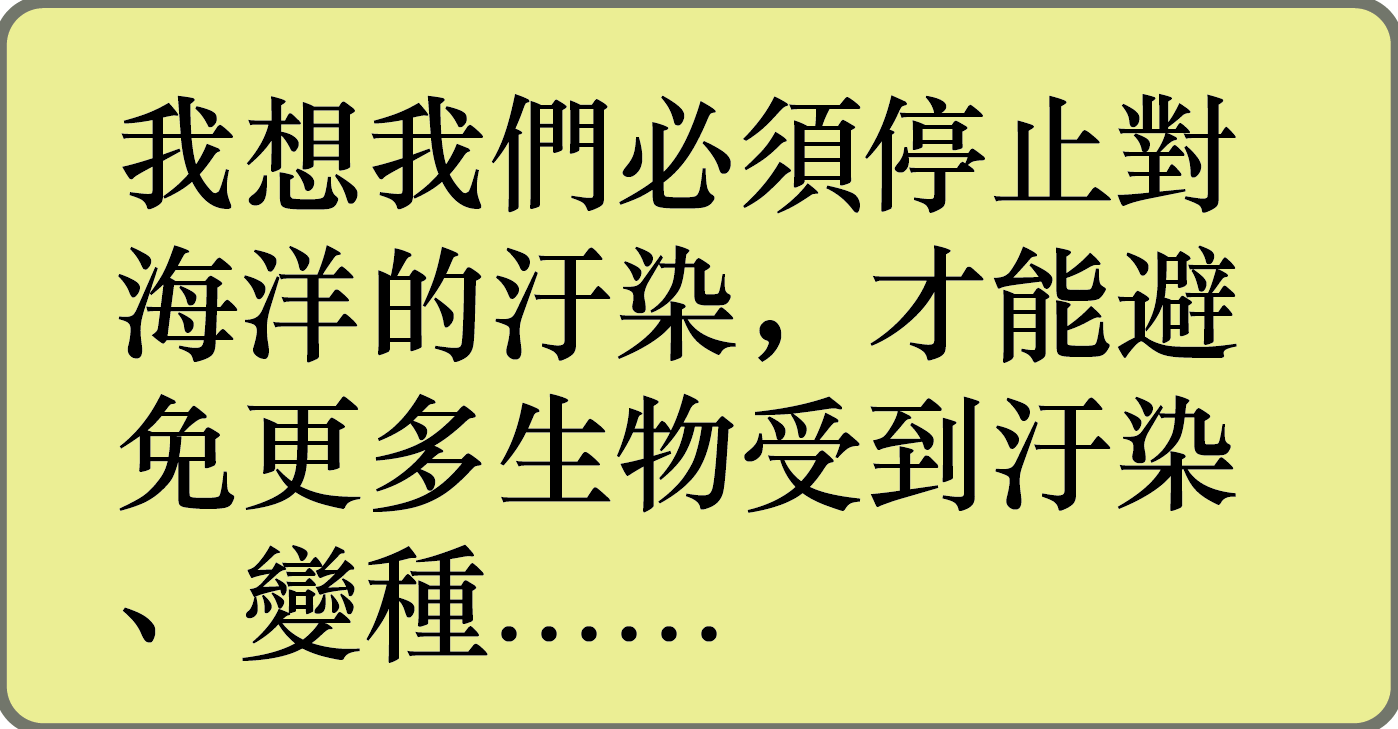 我想我們必須停止對
海洋的汙染，才能避
免更多生物受到汙染
、變種……